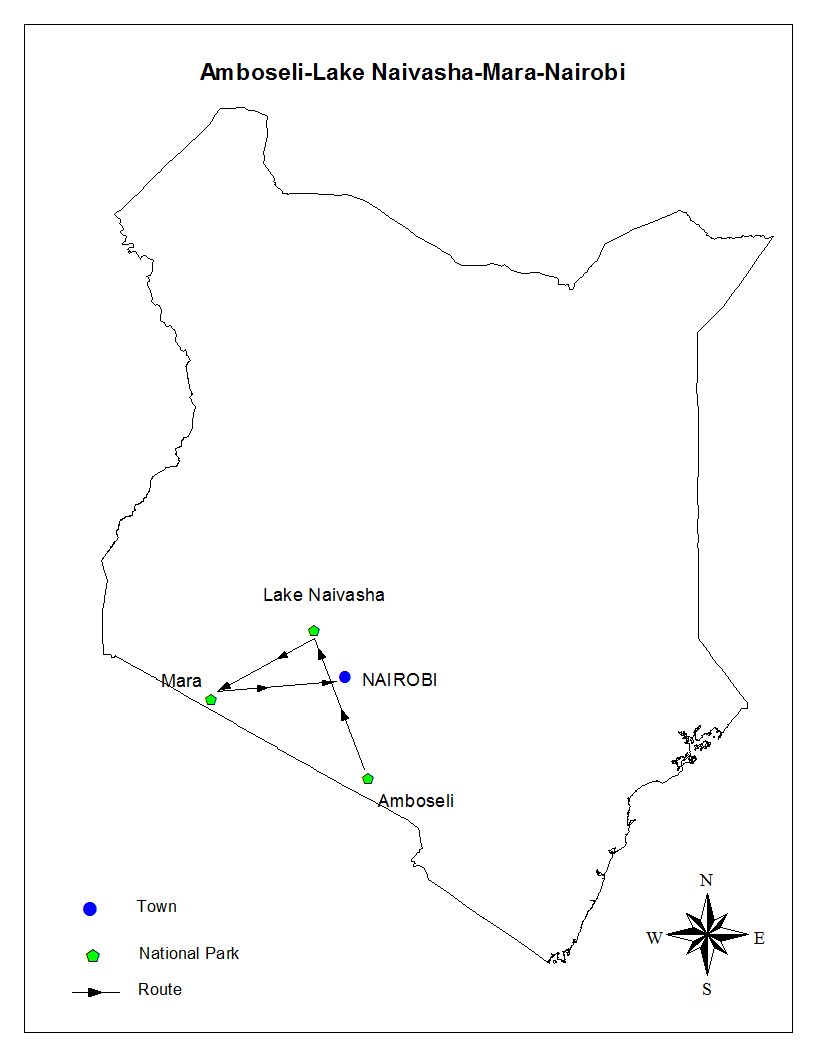 Amboseli-Lake Naivasha-Mara-Nairobi
Lake Naivasha
Mara
NAIROBI
Amboseli
Town
National Park
Route
N
W
E
S